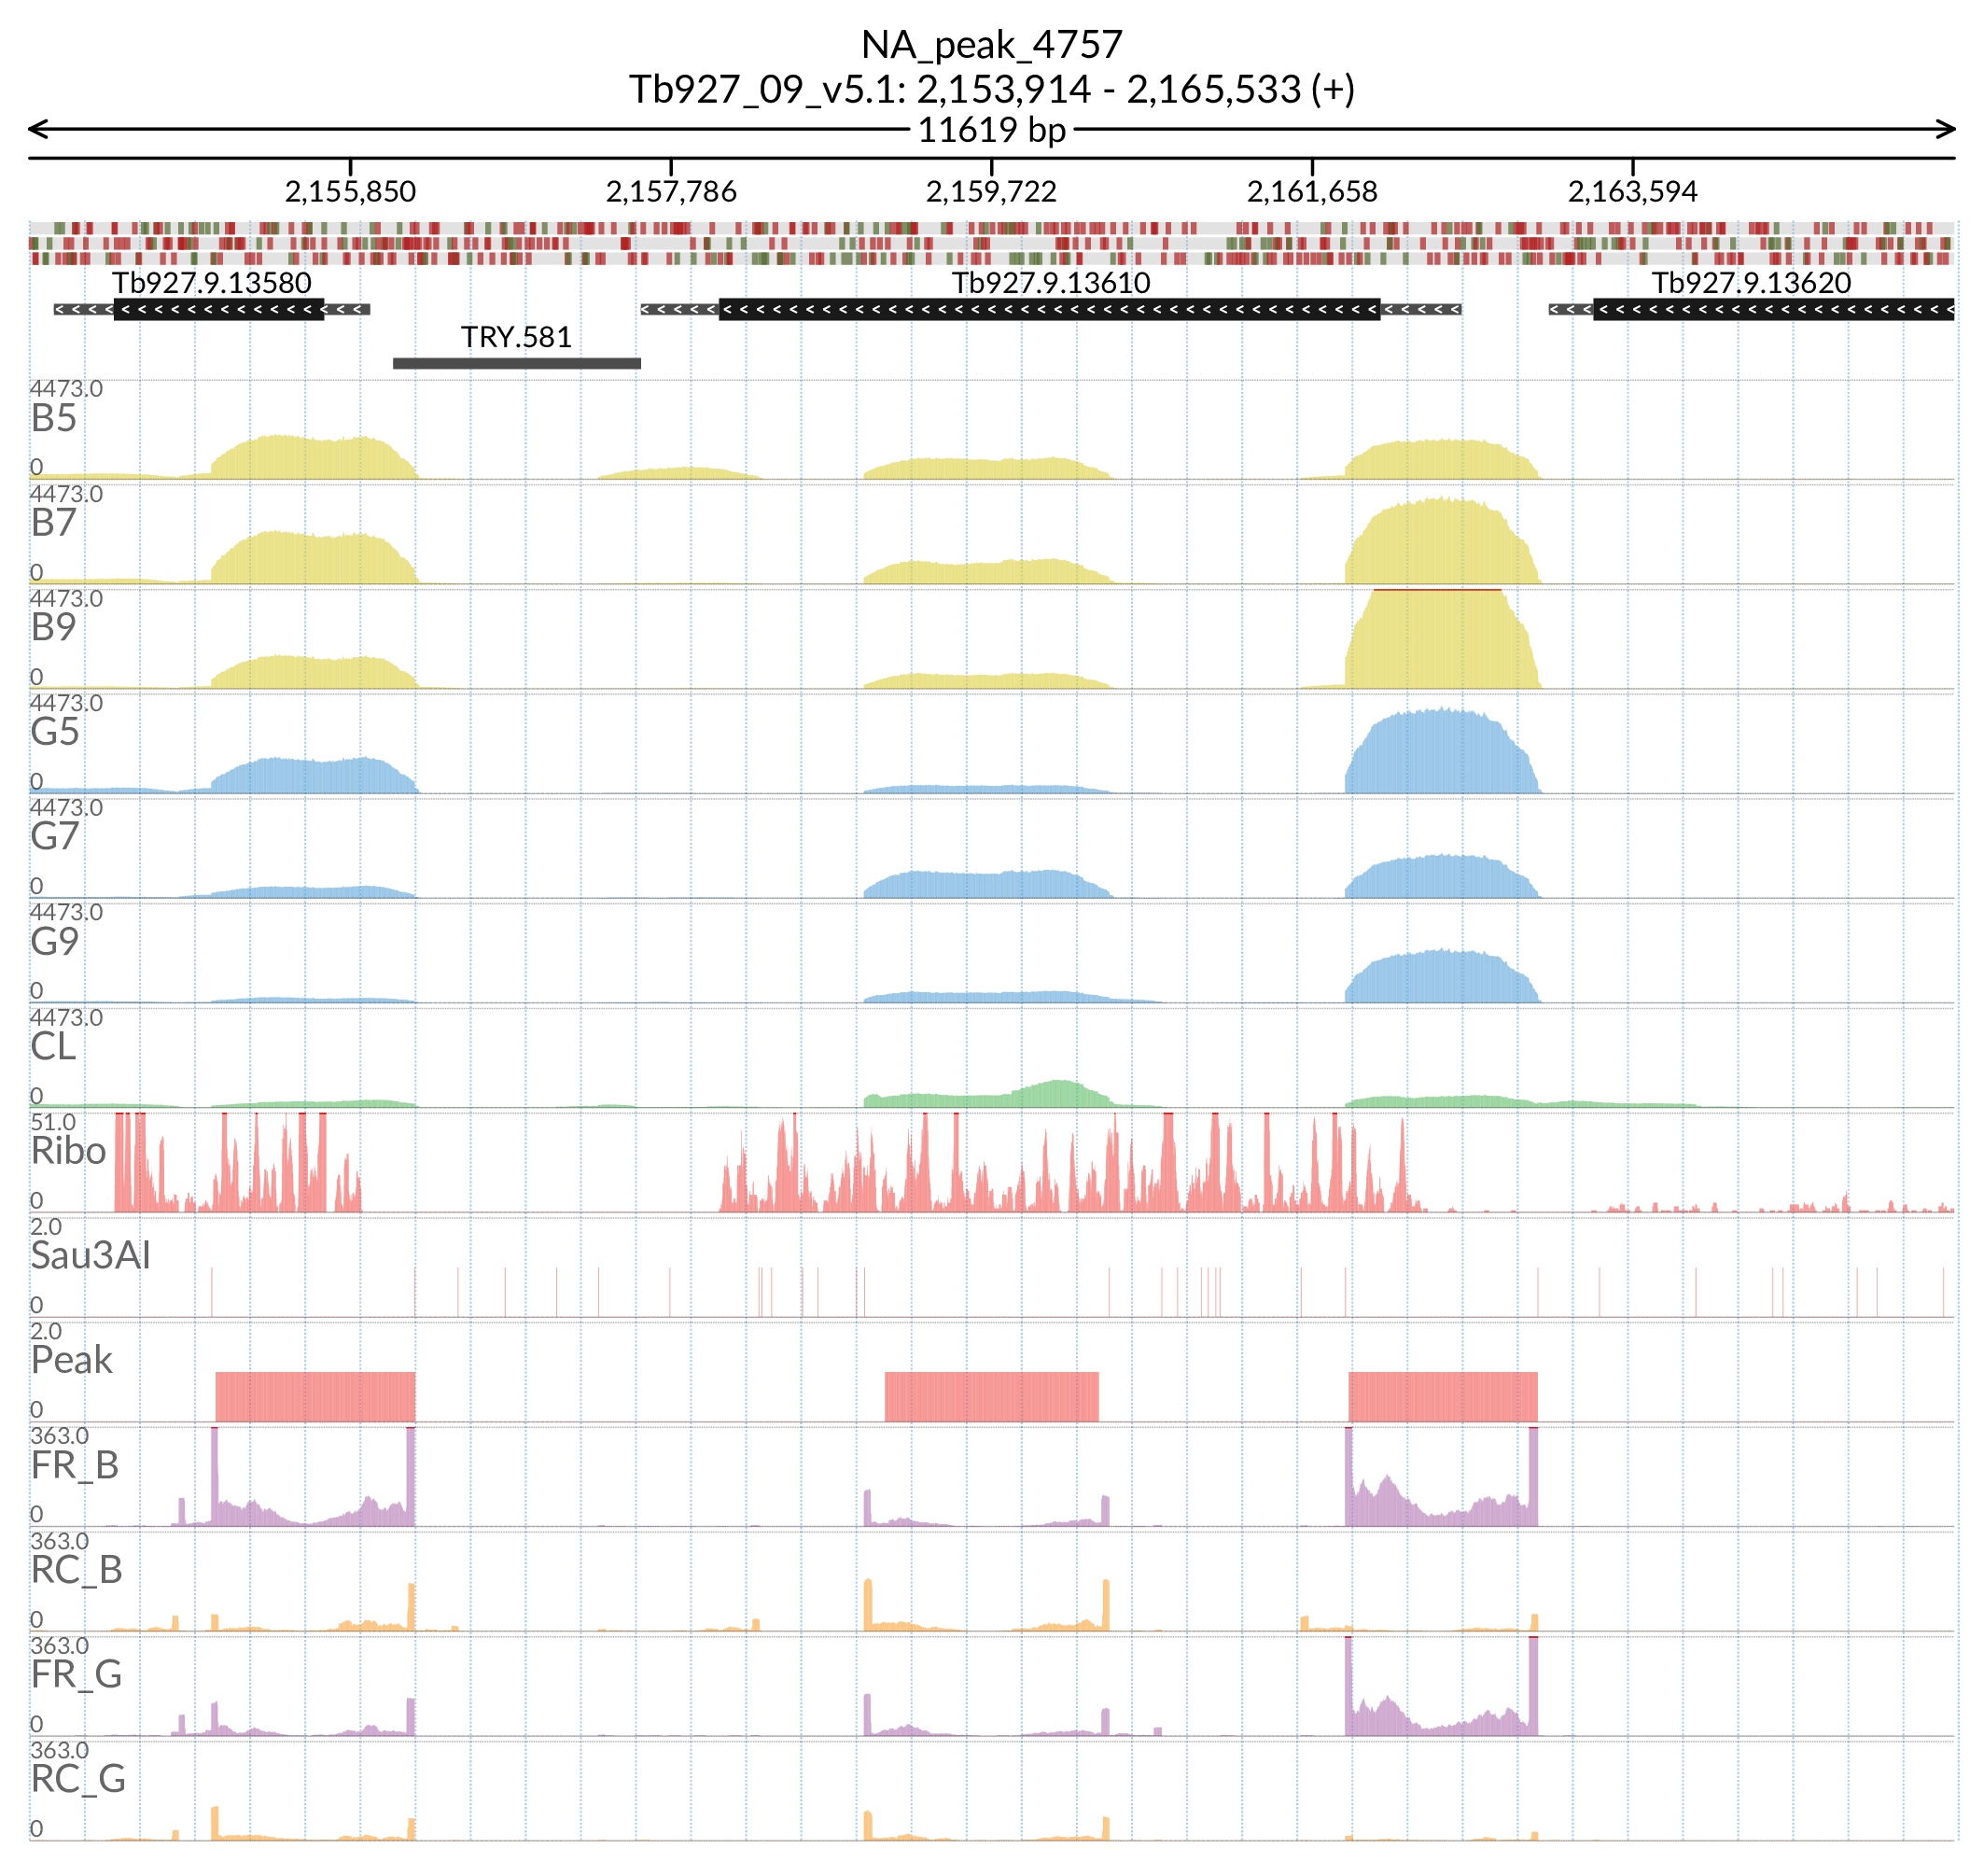 NA_peak_4757
Tb927_09_v5.1: 2,153,914 - 2,165,533 (+)
11619 bp
2,155,850 2,157,786 2,159,722 2,161,658 2,163,594
Tb927.9.13580 Tb927.9.13610 Tb927.9.13620
TRY.581
4473.0
B5
0
4473.0
B7
0
4473.0
B9
0
4473.0
G5
0
4473.0
G7
0
4473.0
G9
0
4473.0
CL
0
51.0
Ribo
0
2.0
Sau3AI
0
2.0
Peak
0
363.0
FR_B
0
363.0
RC_B
0
363.0
FR_G
0
363.0
RC_G
0